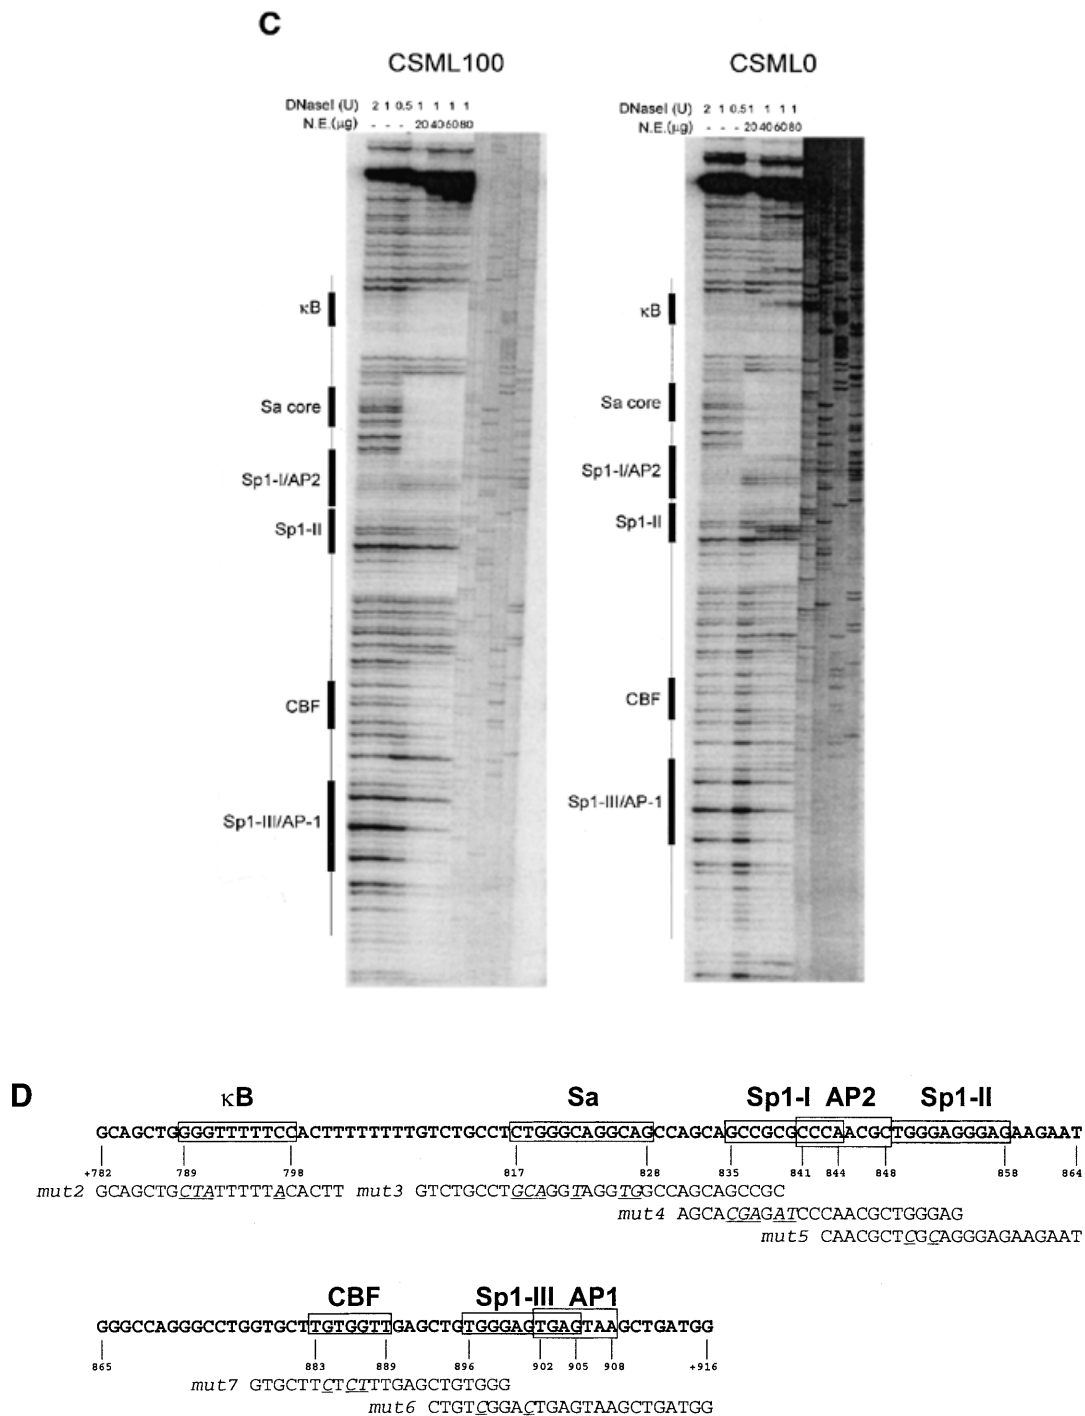 C
CSML100
CSML0
DNaseI (U) 2 1 0.5 1 1 1 1
N.E.(μg) - - - 20 40 60 80
DNaseI (U) 2 1 0.5 1 1 1 1
N.E.(μg) - - - 20 40 60 80
κB
Sa core
Sp1-I/AP2
Sp1-II
CBF
Sp1-III/AP-1
κB
Sa core
Sp1-I/AP2
Sp1-II
CBF
Sp1-III/AP-1
D
κB Sa Sp1-I AP2 Sp1-II
GCAGCTGGGGTTTTTCCACTTTTTTTTGTCTGCCTCTGGGCAGGCAGCCAGCAGCCGCGCCCAACGCTGGGAGGGAGAAGAAT
+782 789 798 817 828 835 841 844 848 858 864
mut2 GCAGCTGCTATTTTTACACTT mut3 GTCTGCCTGCAGGTAGGTGGCCAGCAGCCGC
mut4 AGCACGAGATCCCAACGCTGGGAG
mut5 CAACGCTCGCAGGGAGAAGAAT
CBF Sp1-III AP1
GGGCCAGGGCCTGGTGCTTGTGGTTGAGCTGTGGGAGTGAGTAAGCTGATGG
865 883 889 896 902 905 908 +916
mut7 GTGCTTCTCTTTGAGCTGTGGG
mut6 CTGTCGGACTGAGTAAGCTGATGG